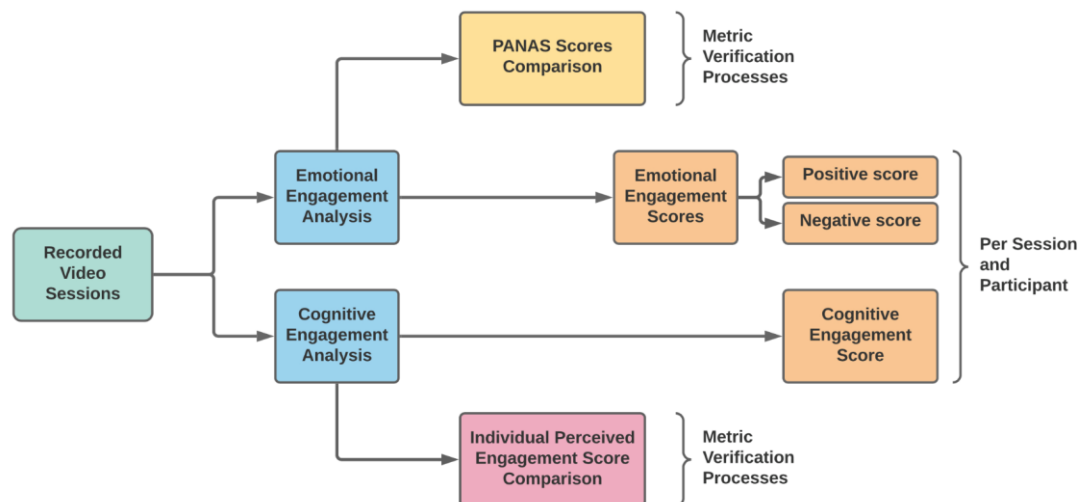 PANAS Scores
Comparison
Metric
Verification
Processes
Emotional
Engagement
Analysis
Emotional
Engagement
Scores
Positive score
Negative score
Recorded
Video
Sessions
Per Session
and
Participant
Cognitive
Engagement
Analysis
Cognitive
Engagement
Score
Individual Perceived
Engagement Score
Comparison
Metric
Verification
Processes